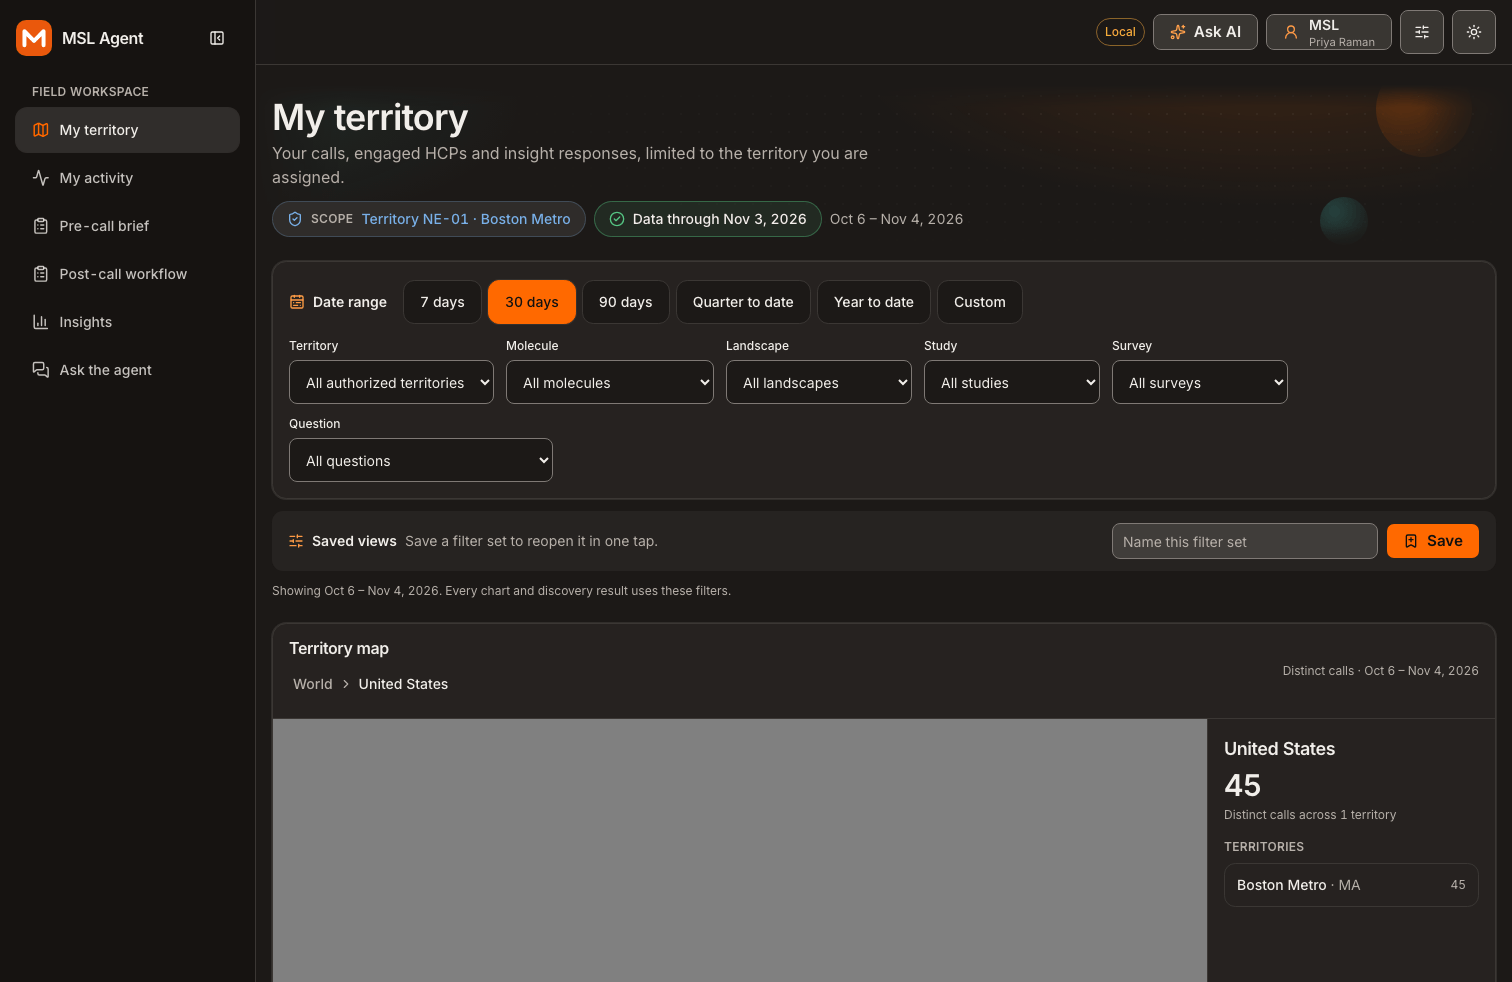 MSL Agent
Local
Ask AI
MSL
Priya Raman
FIELD WORKSPACE
My territory
My activity
Pre-call brief
Post-call workflow
Insights
Ask the agent
My territory
Your calls, engaged HCPs and insight responses, limited to the territory you are
assigned.
SCOPE Territory NE-01 · Boston Metro
Data through Nov 3, 2026
Oct 6 – Nov 4, 2026
Date range
7 days
30 days
90 days
Quarter to date
Year to date
Custom
Territory
Molecule
Landscape
Study
Survey
All authorized territories
All molecules
All landscapes
All studies
All surveys
Question
All questions
Saved views Save a filter set to reopen it in one tap.
Name this filter set
Save
Showing Oct 6 – Nov 4, 2026. Every chart and discovery result uses these filters.
Territory map
World > United States
Distinct calls · Oct 6 – Nov 4, 2026
United States
45
Distinct calls across 1 territory
TERRITORIES
Boston Metro · MA 45